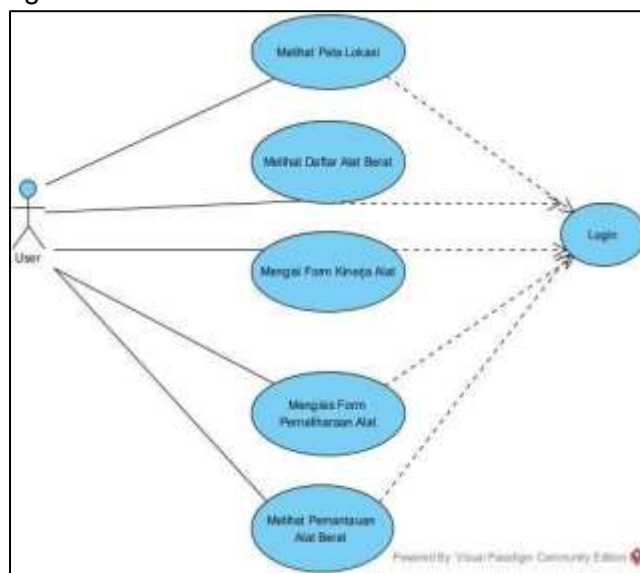 Melihat Peta Lokasi
Melihat Daftar Alat Berat
Login
User
Mengisi Form Kinerja Alat
Mengisis Form
Pemeliharaan Alat
Melihat Pemantauan
Alat Berat
Powered By Visual Paradigm Community Edition